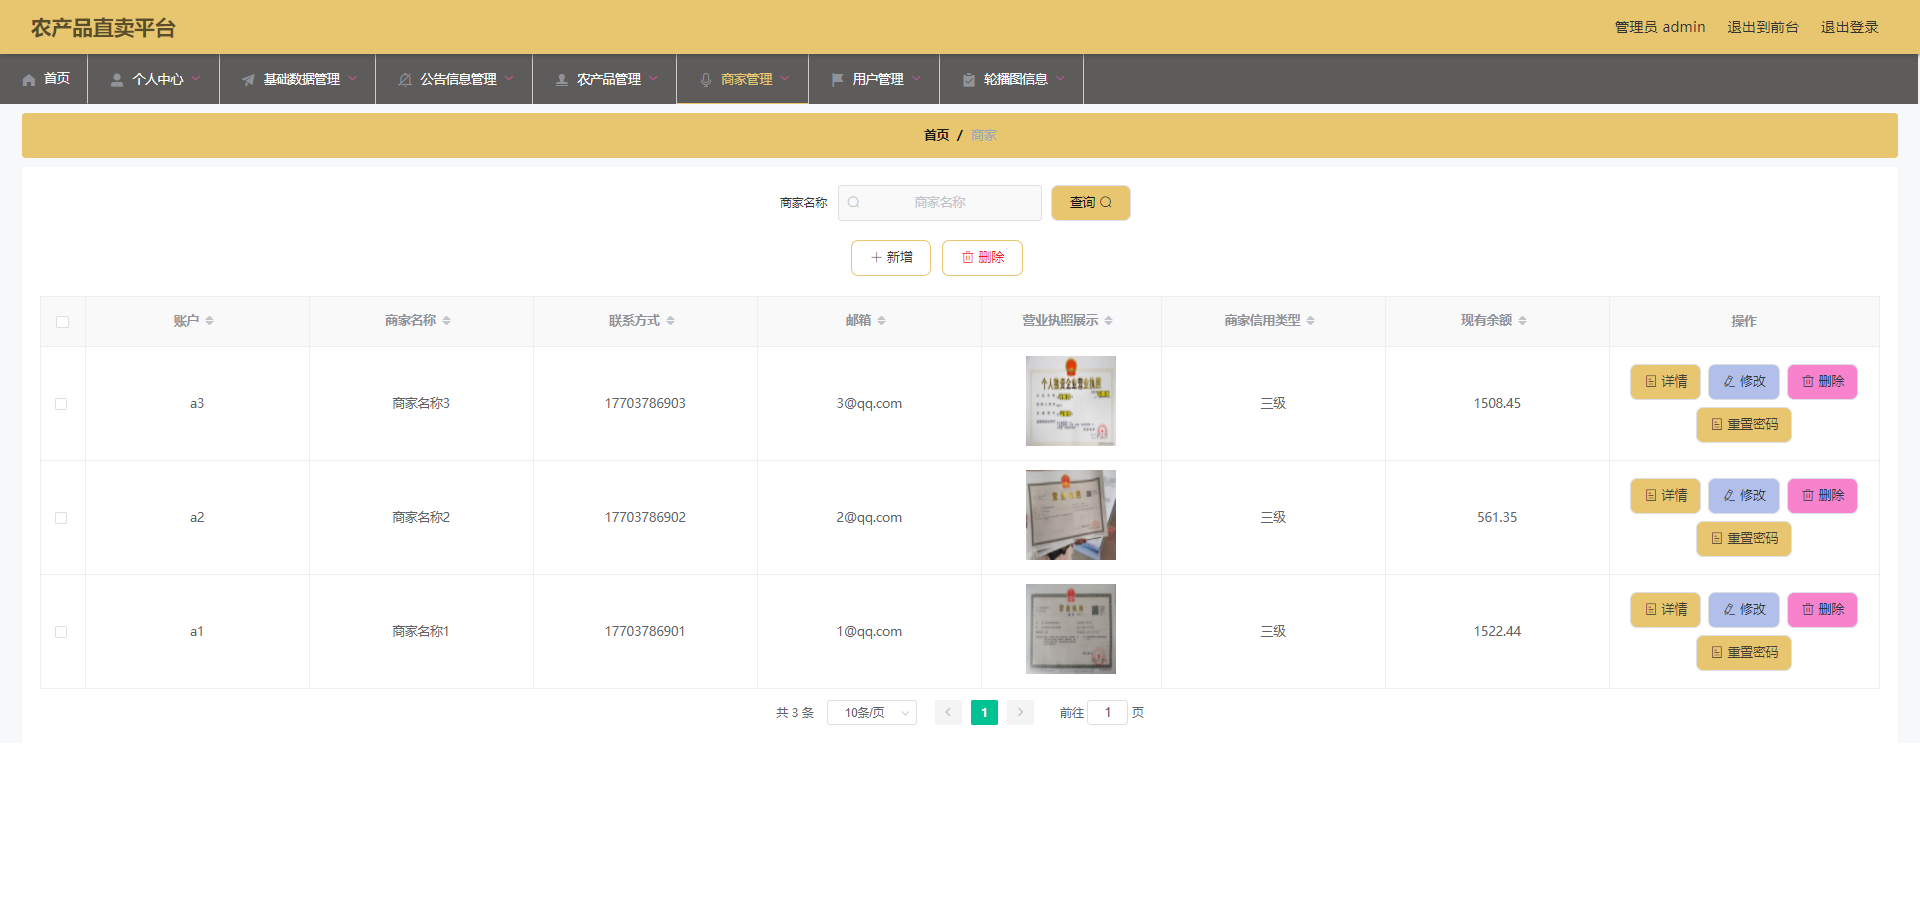 农产品直卖平台
管理员 admin 退出到前台 退出登录
首页 个人中心 基础数据管理 公告信息管理 农产品管理 商家管理 用户管理 轮播图信息
首页 / 商家
商家名称 商家名称 查询
新增 删除
账户 商家名称 联系方式 邮箱 营业执照展示 商家信用类型 现有余额 操作
个人独资企业营业执照
a3 商家名称3 17703786903 3@qq.com 三级 1508.45 详情 修改 删除
重置密码
营业执照
a2 商家名称2 17703786902 2@qq.com 三级 561.35 详情 修改 删除
重置密码
营业执照
a1 商家名称1 17703786901 1@qq.com 三级 1522.44 详情 修改 删除
重置密码
共 3 条 10条/页 1 前往 1 页